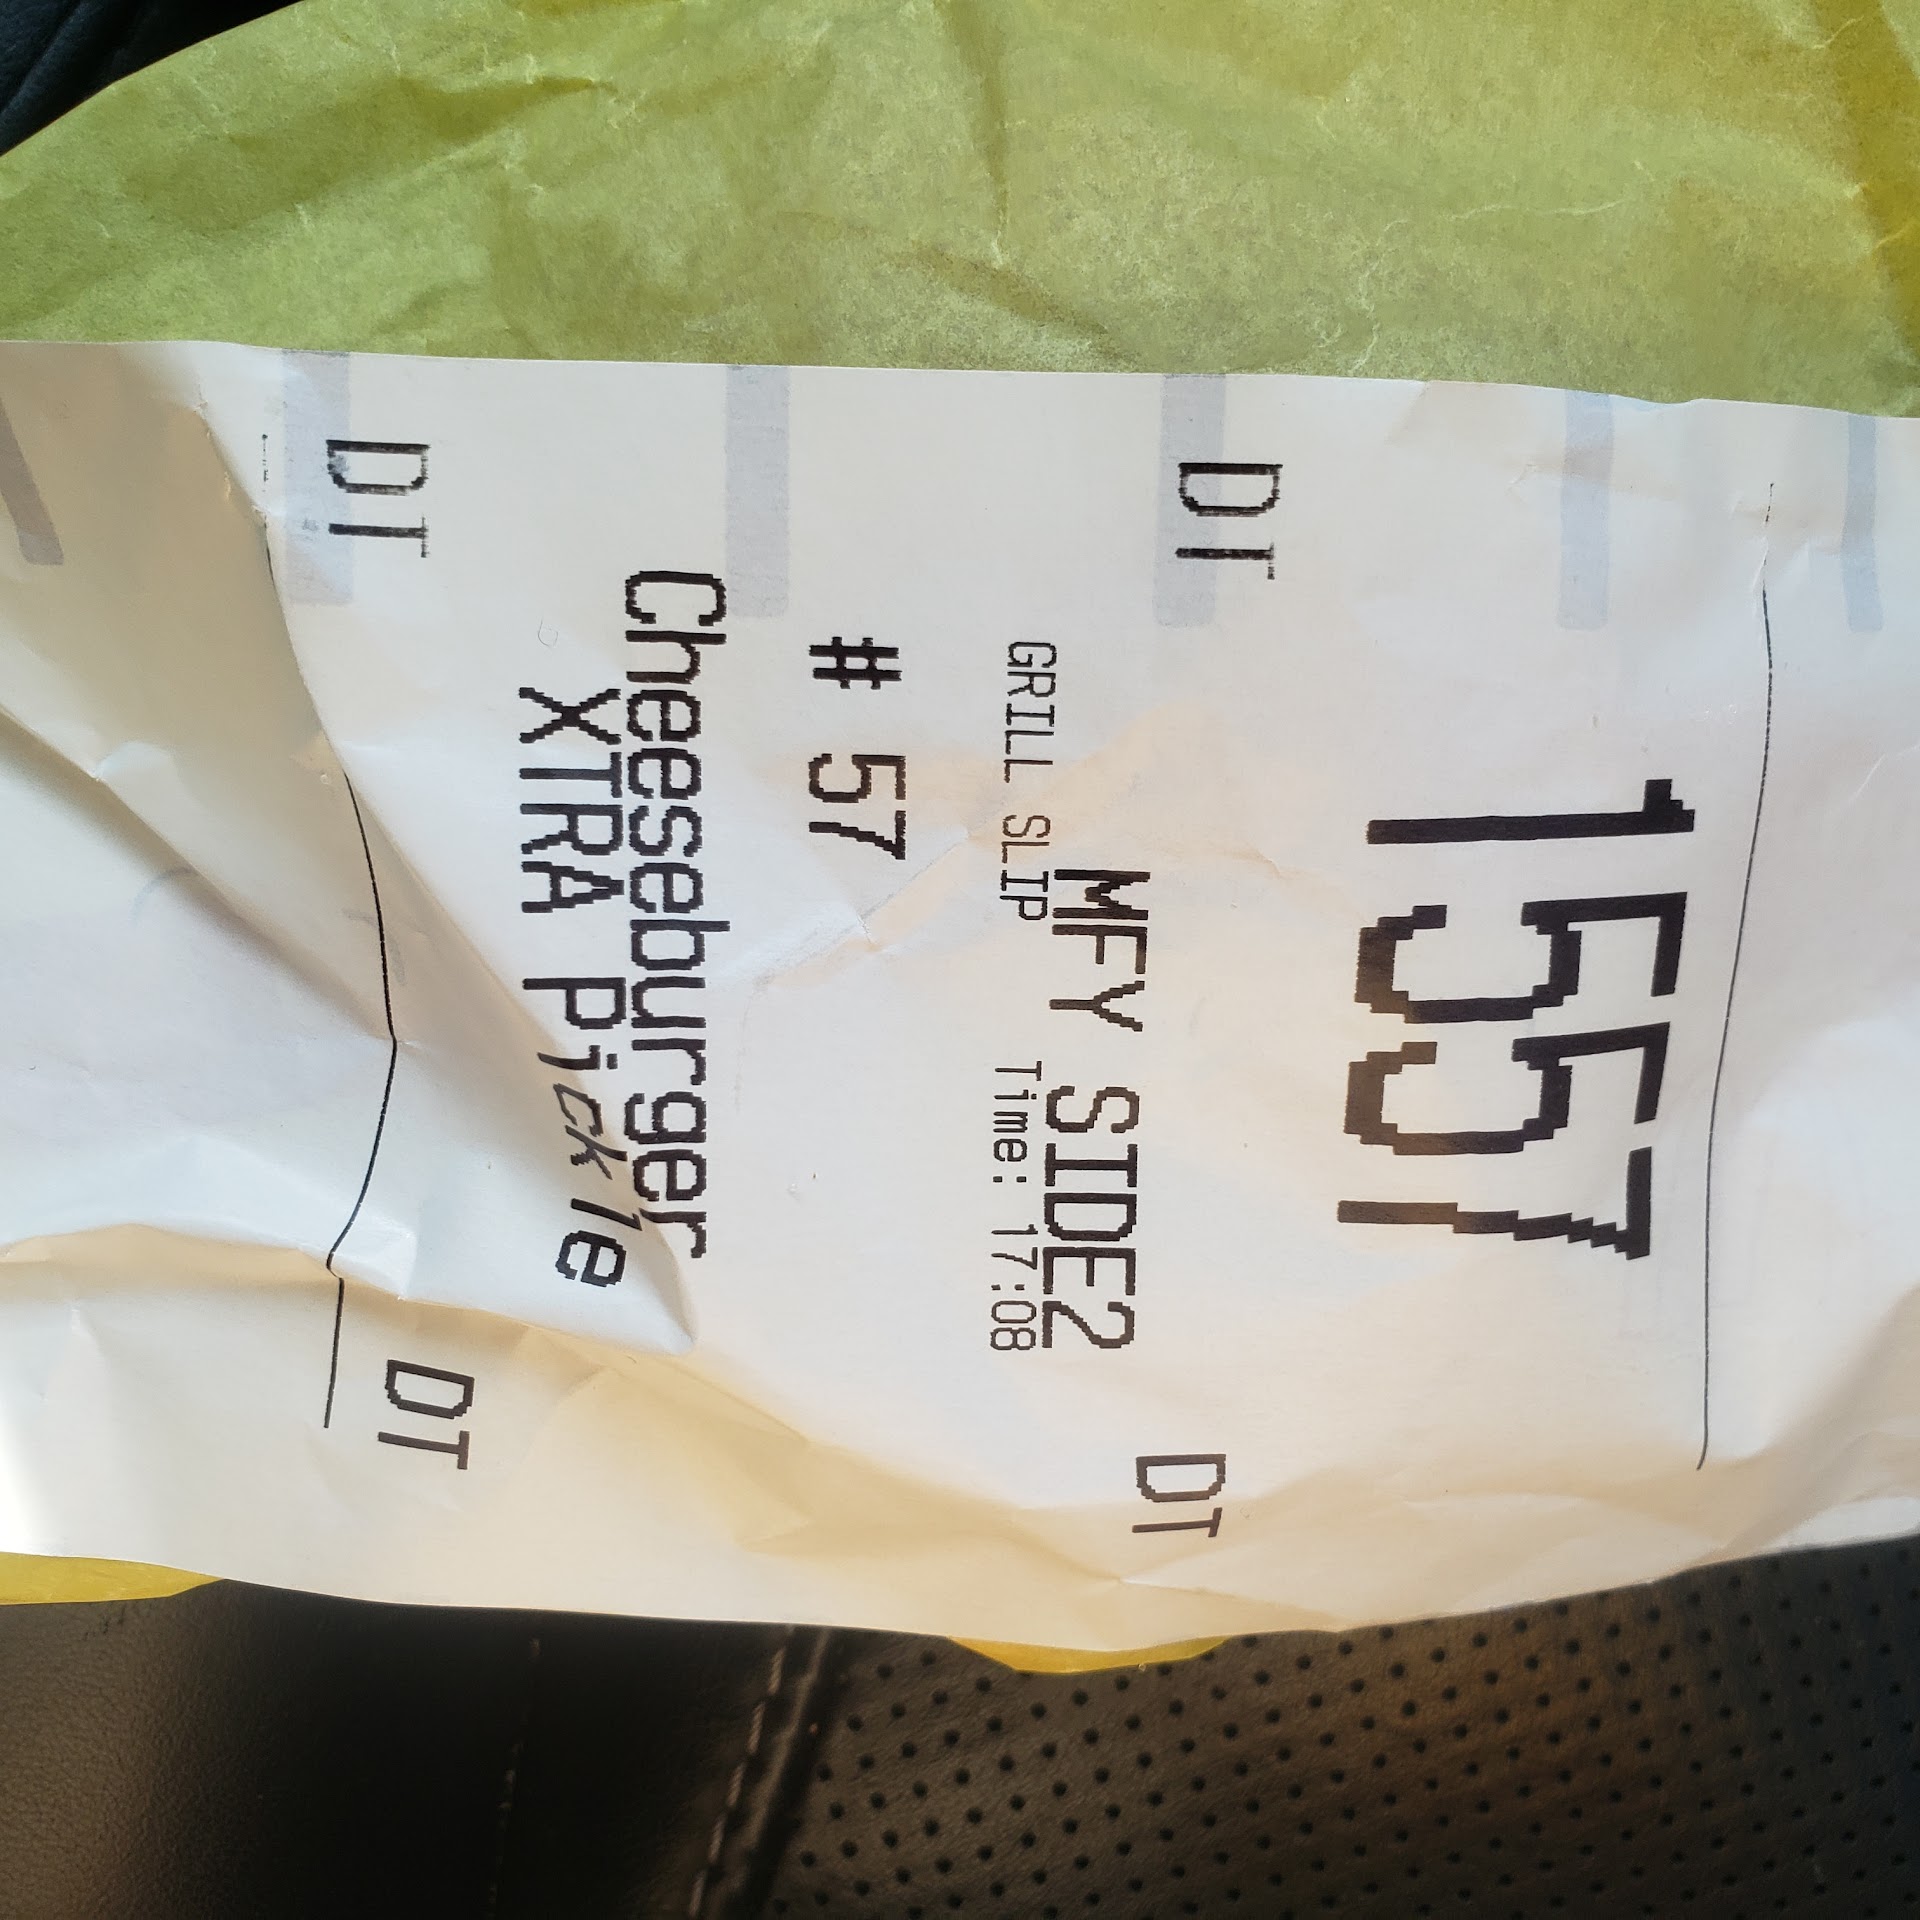 1557
DT MFY SIDE2 DT
GRILL SLIP Time: 17:08
# 57
Cheeseburger
XTRA Pickle
DT DT